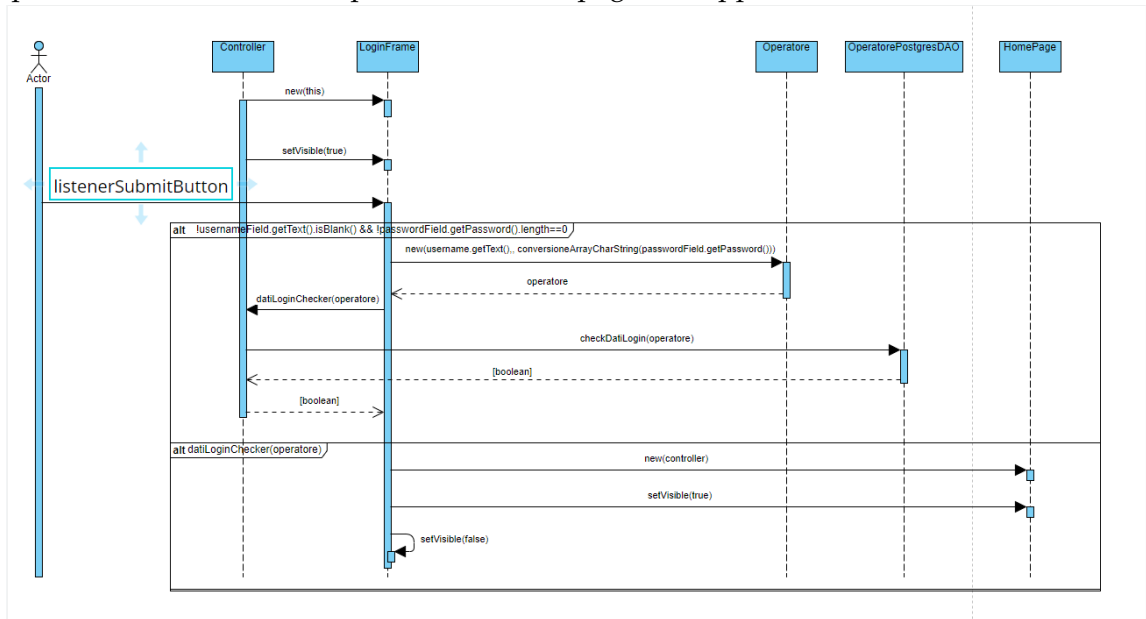 Controller
LoginFrame
Operatore
OperatorePostgresDAO
HomePage
Actor
new(this)
setVisible(true)
listenerSubmitButton
alt !usernameField.getText().isBlank() && !passwordField.getPassword().length==0
new(username.getText(),, conversioneArrayCharString(passwordField.getPassword()))
operatore
datiLoginChecker(operatore)
checkDatiLogin(operatore)
[boolean]
[boolean]
alt datiLoginChecker(operatore)
new(controller)
setVisible(true)
setVisible(false)